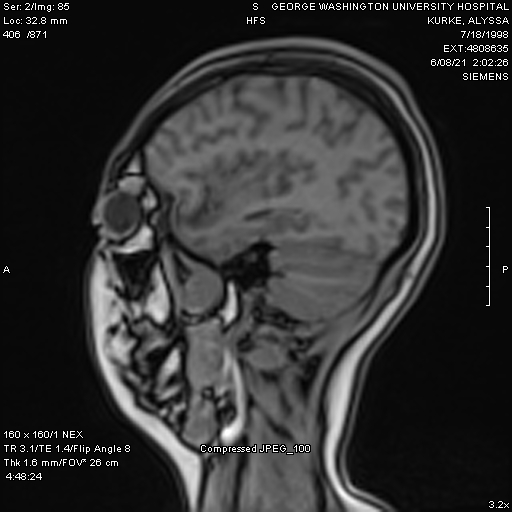 Ser: 2/Img: 85
Loc: 32.8 mm
406 /871
S GEORGE WASHINGTON UNIVERSITY HOSPITAL
HFS KURKE, ALYSSA
7/18/1998
EXT:4808635
6/08/21 2:02:26
SIEMENS
A
P
160 x 160/1 NEX
TR 3.1/TE 1.4/Flip Angle 8
Thk 1.6 mm/FOV* 26 cm
4:48:24
Compressed JPEG_100
3.2x